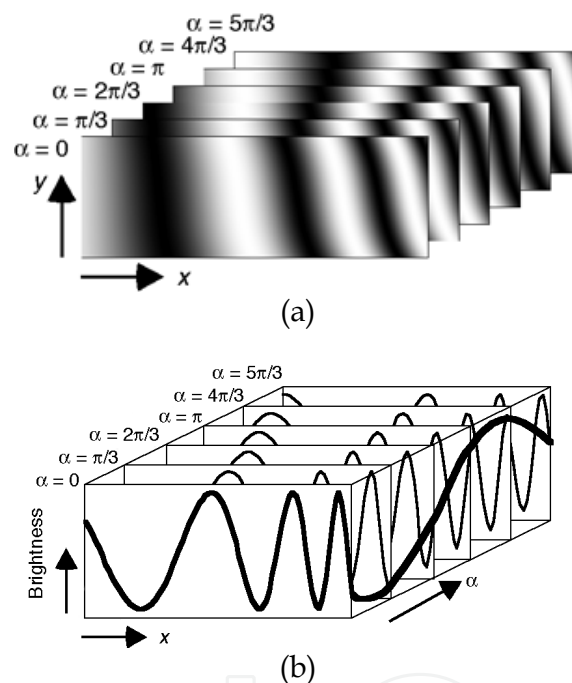 α = 5π/3
α = 4π/3
α = π
α = 2π/3
α = π/3
α = 0
y
x
(a)
α = 5π/3
α = 4π/3
α = π
α = 2π/3
α = π/3
α = 0
Brightness
α
x
(b)